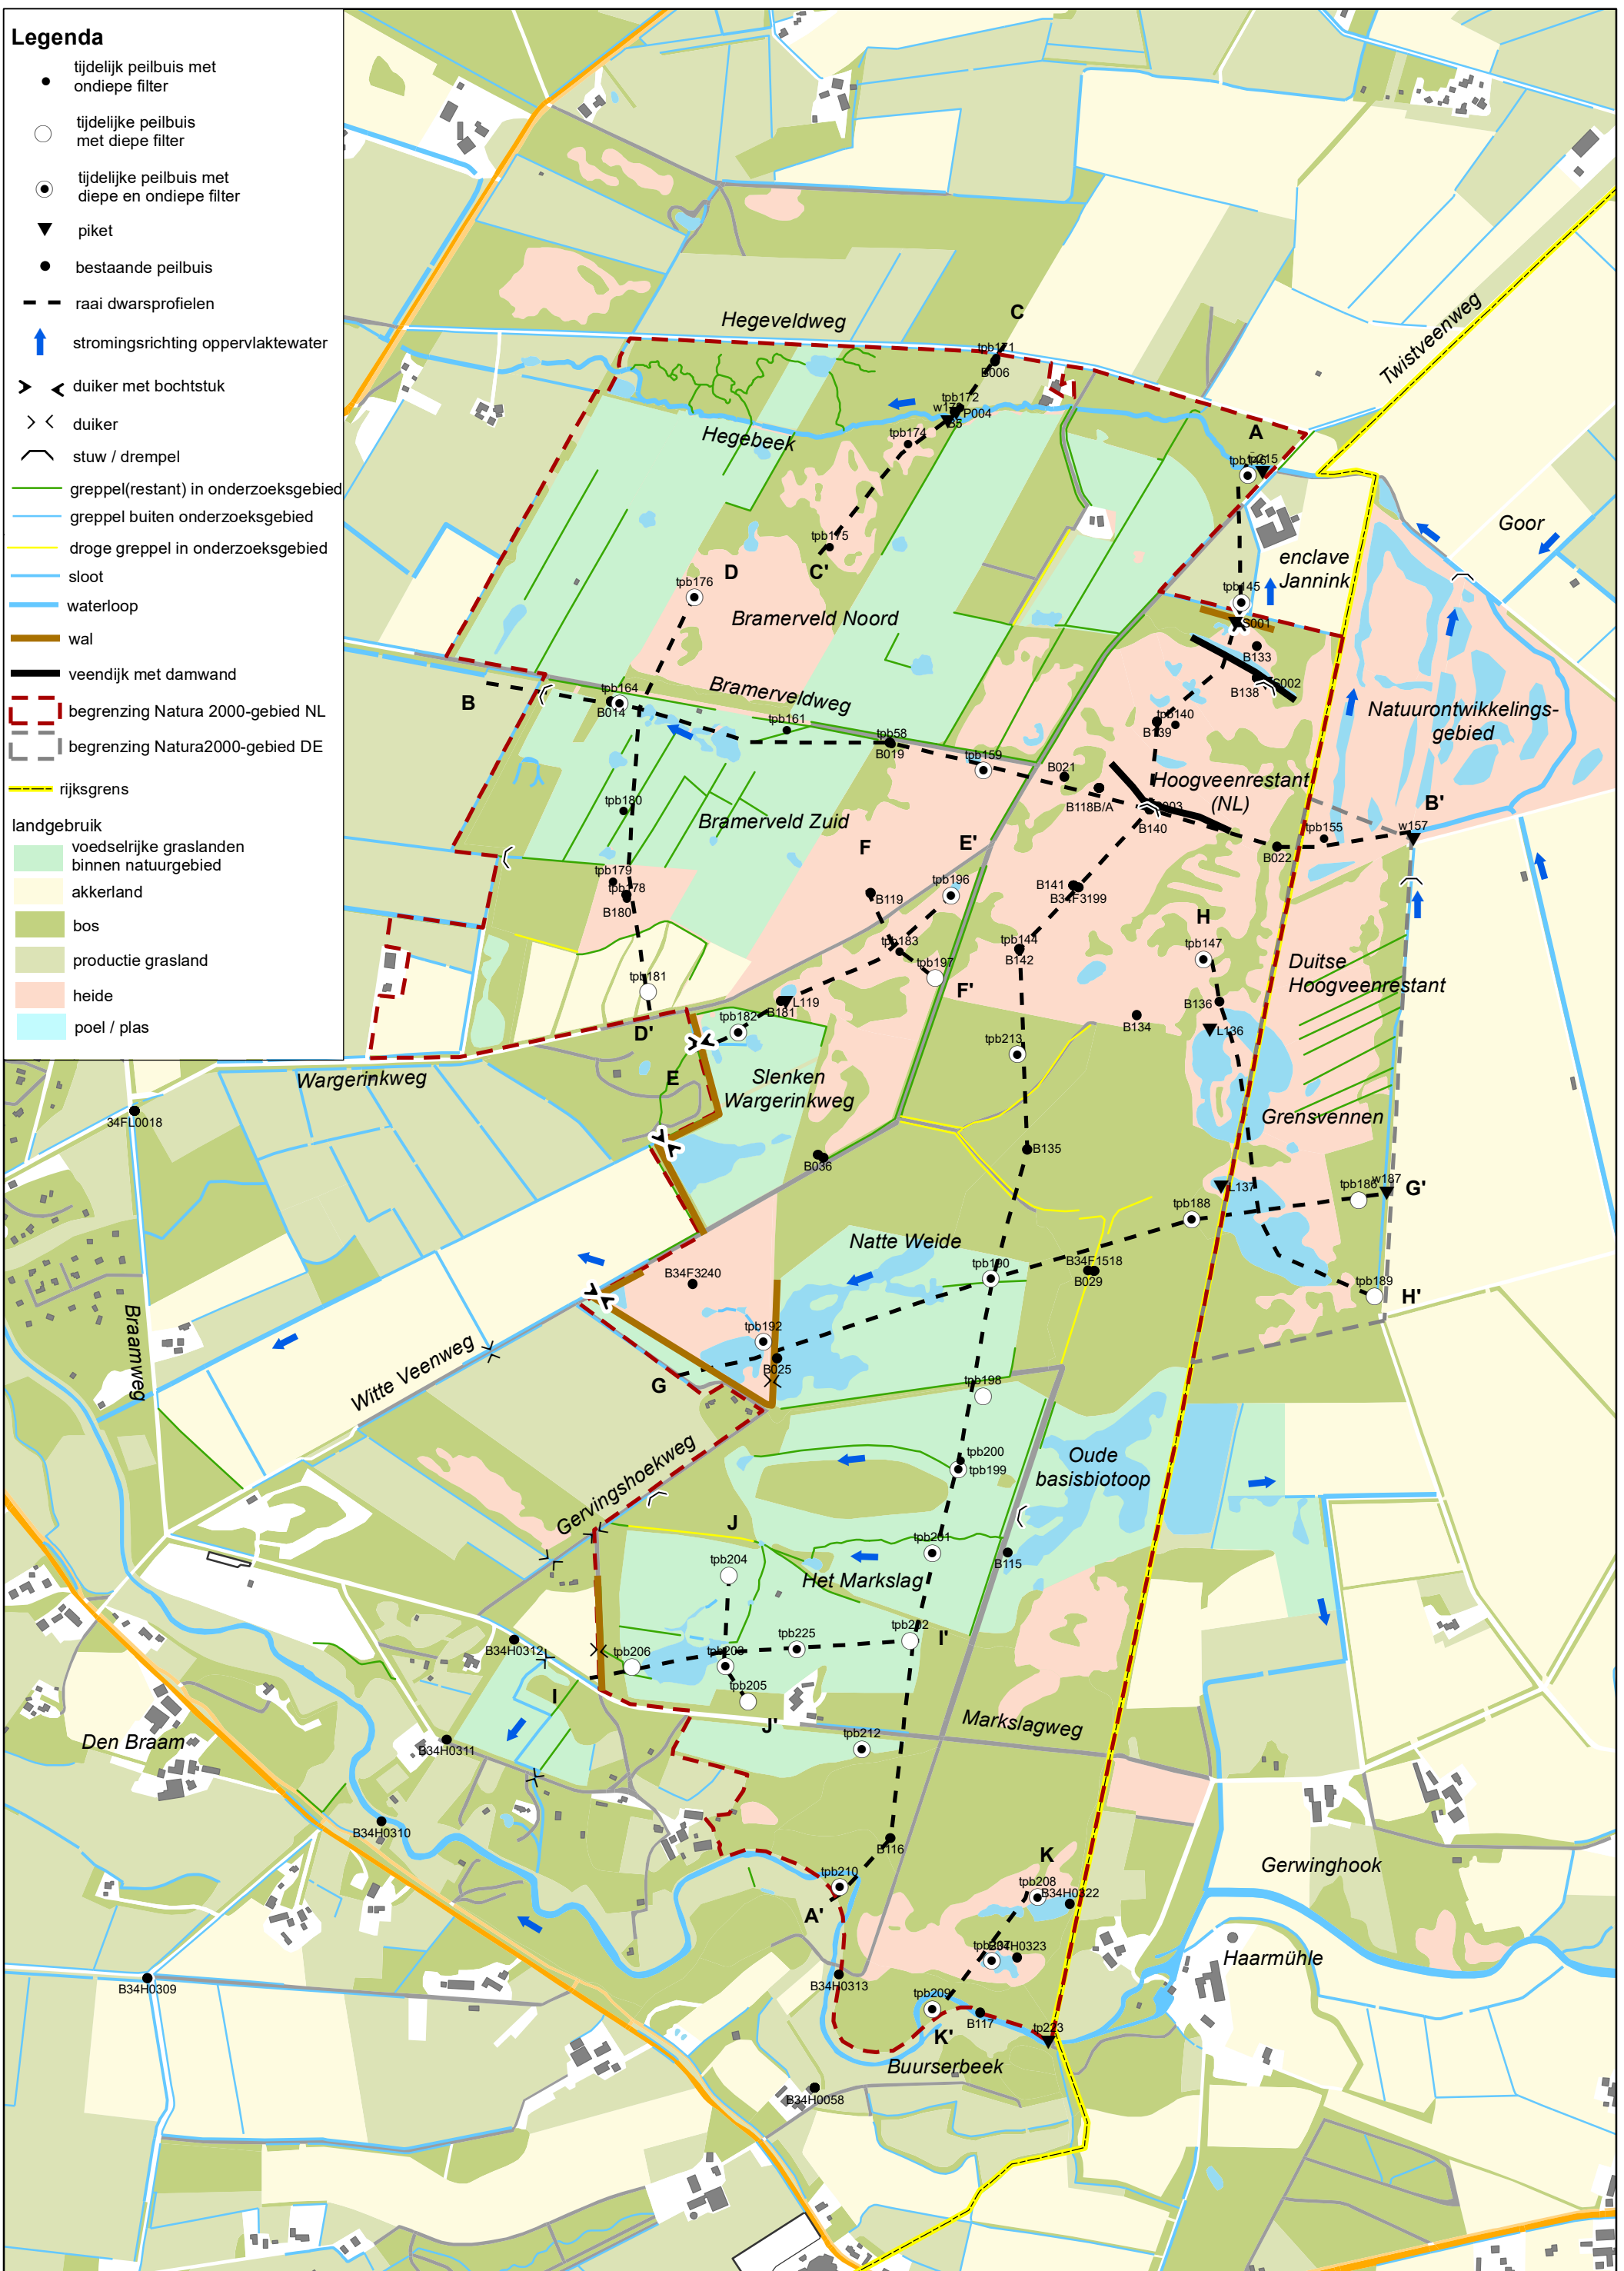 Legenda
tijdelijk peilbuis met
ondiepe filter
tijdelijke peilbuis
met diepe filter
tijdelijke peilbuis met
diepe en ondiepe filter
piket
bestaande peilbuis
raai dwarsprofielen
stromingsrichting oppervlaktewater
duiker met bochtstuk
duiker
stuw / drempel
greppel(restant) in onderzoeksgebied
greppel buiten onderzoeksgebied
droge greppel in onderzoeksgebied
sloot
waterloop
wal
veendijk met damwand
begrenzing Natura 2000-gebied NL
begrenzing Natura2000-gebied DE
rijksgrens
landgebruik
voedselrijke graslanden
binnen natuurgebied
akkerland
bos
productie grasland
heide
poel / plas
C
Hegeveldweg
tpb171
B006
Twistveenweg
tpb172
P004
Hegebeek
tpb174
A
Goor
tpb175
C'
enclave
Jannink
D
tpb176
tpb145
S001
Bramerveld Noord
B133
S002
B138
Bramerveldweg
B
tpb164
B014
tpb161
tpb58
B019
tpb140
B139
Natuurontwikkelings-
gebied
tpb159
B021
B118B/A
Hoogveenrestant
(NL)
B140
tpb180
Bramerveld Zuid
B'
w157
tpb155
B022
F
E'
tpb179
B180
B119
tpb196
B141
B34F3199
H
tpb183
tpb144
B142
tpb147
tpb197
F'
Duitse
Hoogveenrestant
tpb181
D'
L119
B181
B136
B134
L136
tpb182
tpb213
E
Slenken
Wargerinkweg
Wargerinkweg
34FL0018
Grensvennen
B036
B135
L137
tpb186
w187
G'
tpb188
Natte Weide
tpb190
B34F1518
B029
B34F3240
tpb189
H'
Braamweg
tpb192
B025
Witte Veenweg
G
tpb198
Gervingshoekweg
tpb200
tpb199
Oude
basisbiotoop
J
tpb201
B115
tpb204
Het Markslag
B34H0312
tpb206
tpb203
tpb225
tpb202
I'
I
tpb205
J'
Markslagweg
Den Braam
B34H0311
tpb212
B34H0310
B116
K
Gerwinghook
tpb210
tpb208
B34H0322
A'
B34H0323
Haarmühle
B34H0309
B34H0313
tpb209
B117
tp223
K'
Buurserbeek
B34H0058